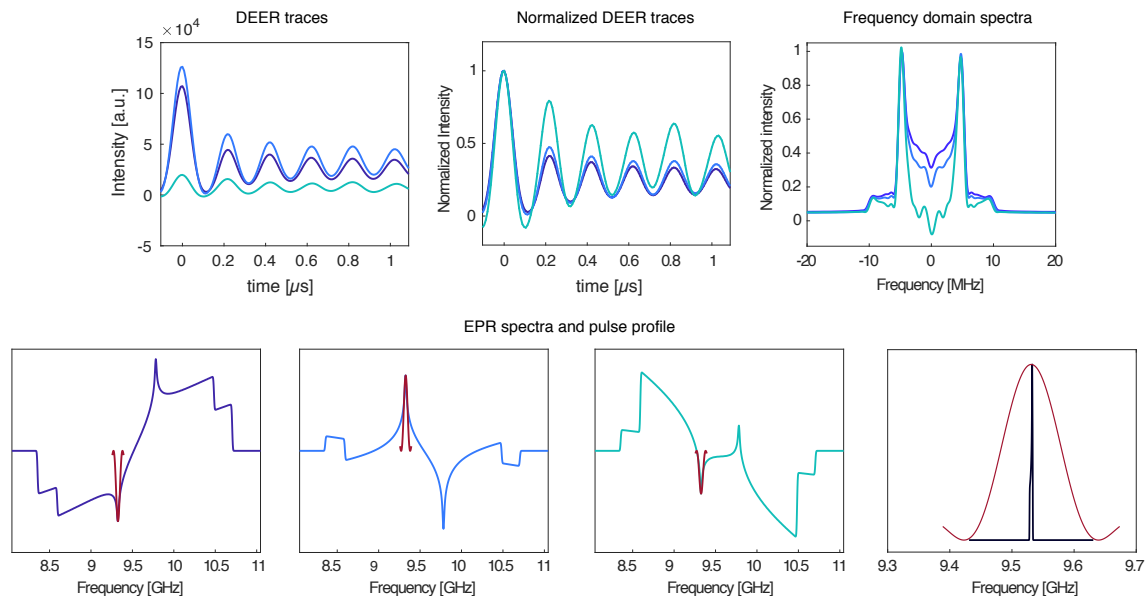 DEER traces
Normalized DEER traces
Frequency domain spectra
× 10⁴
15
10
5
0
-5
Intensity [a.u.]
0 0.2 0.4 0.6 0.8 1
time [µs]
1
0.5
0
Normalized Intensity
0 0.2 0.4 0.6 0.8 1
time [µs]
1
0.8
0.6
0.4
0.2
0
Normalized intensity
-20 -10 0 10 20
Frequency [MHz]
EPR spectra and pulse profile
8.5 9 9.5 10 10.5 11
Frequency [GHz]
8.5 9 9.5 10 10.5 11
Frequency [GHz]
8.5 9 9.5 10 10.5 11
Frequency [GHz]
9.3 9.4 9.5 9.6 9.7
Frequency [GHz]